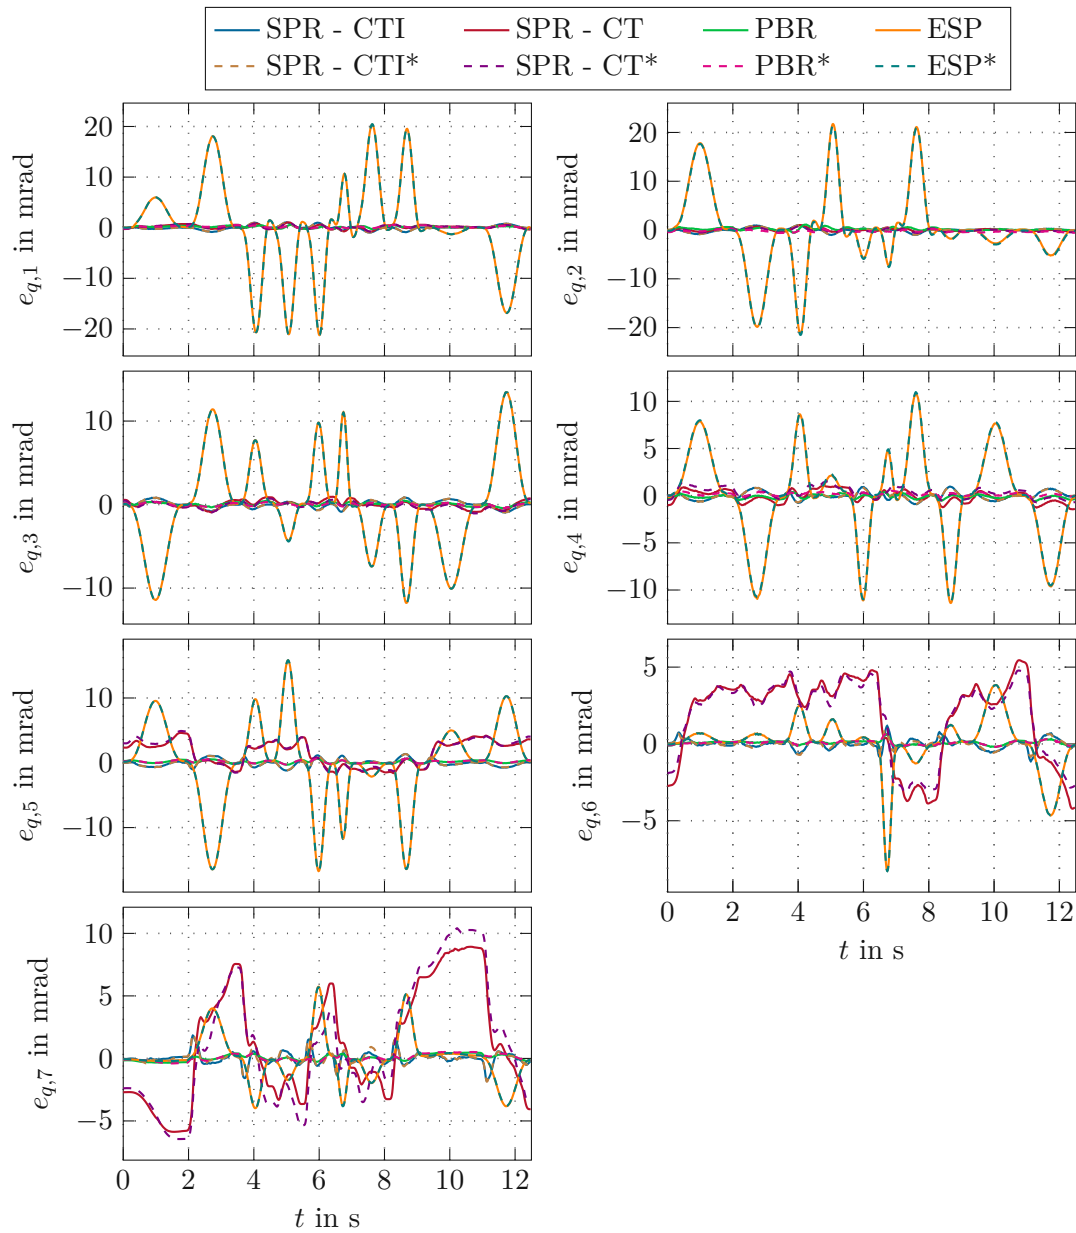 SPR - CTI SPR - CT PBR ESP
SPR - CTI* SPR - CT* PBR* ESP*
20
10
0
−10
−20
e_{q,1} in mrad
20
10
0
−10
−20
e_{q,2} in mrad
10
0
−10
e_{q,3} in mrad
10
5
0
−5
−10
e_{q,4} in mrad
10
0
−10
e_{q,5} in mrad
5
0
−5
e_{q,6} in mrad
0 2 4 6 8 10 12
t in s
10
5
0
−5
e_{q,7} in mrad
0 2 4 6 8 10 12
t in s